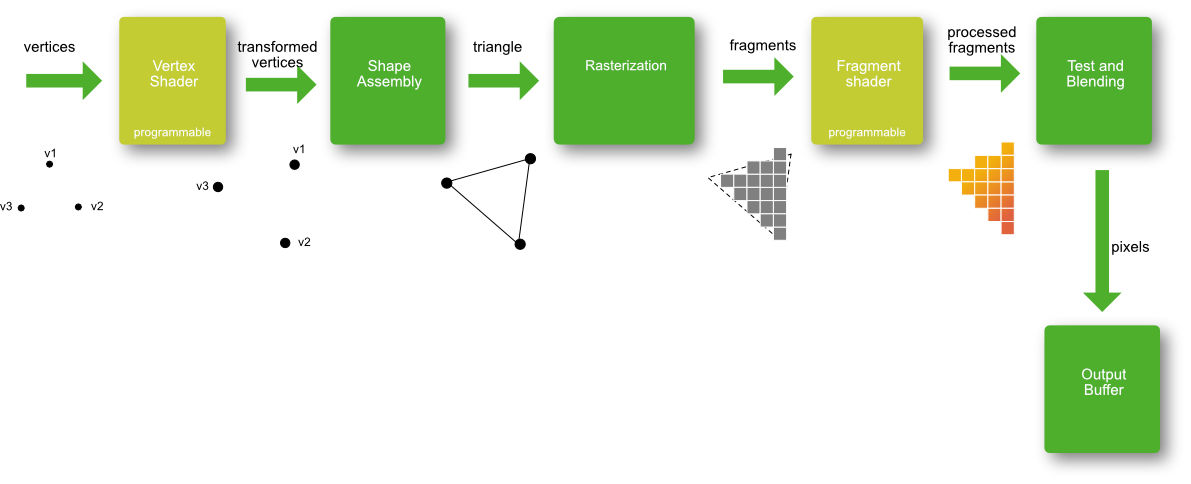 vertices
Vertex
Shader
programmable
transformed
vertices
Shape
Assembly
triangle
Rasterization
fragments
Fragment
shader
programmable
processed
fragments
Test and
Blending
v1
v3
v2
v1
v3
v2
pixels
Output
Buffer